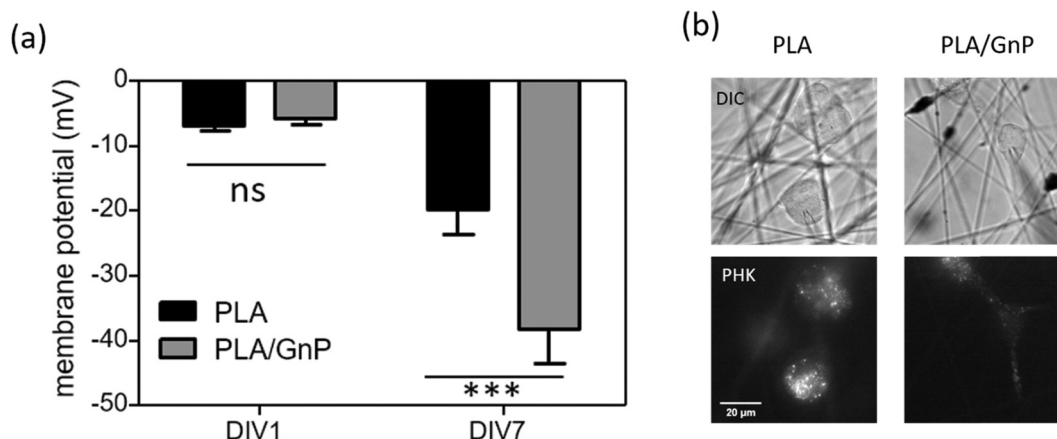 (a)
membrane potential (mV)
0
-10
-20
-30
-40
-50
ns
PLA
PLA/GnP
***
DIV1
DIV7
(b)
PLA
PLA/GnP
DIC
PHK
20 µm